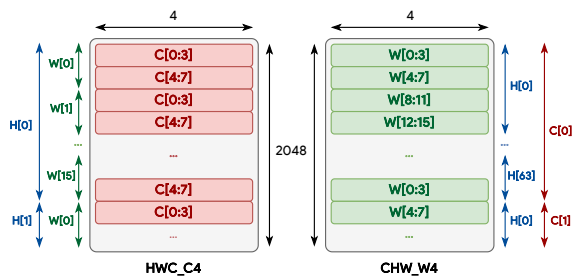 4 4
W[0] C[0:3] W[0:3]
C[4:7] W[4:7] H[0]
W[1] C[0:3] W[8:11]
H[0] C[4:7] W[12:15] C[0]
... ... 2048 ... ...
W[15] H[63]
C[4:7] W[0:3]
H[1] W[0] C[0:3] W[4:7] H[0] C[1]
... ...
HWC_C4 CHW_W4